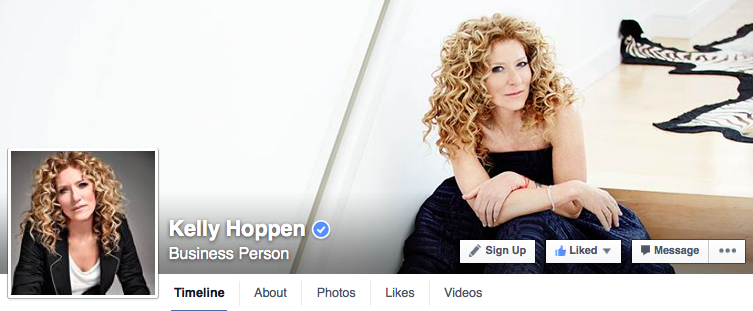 Kelly Hoppen
Business Person
Sign Up Liked Message
Timeline About Photos Likes Videos